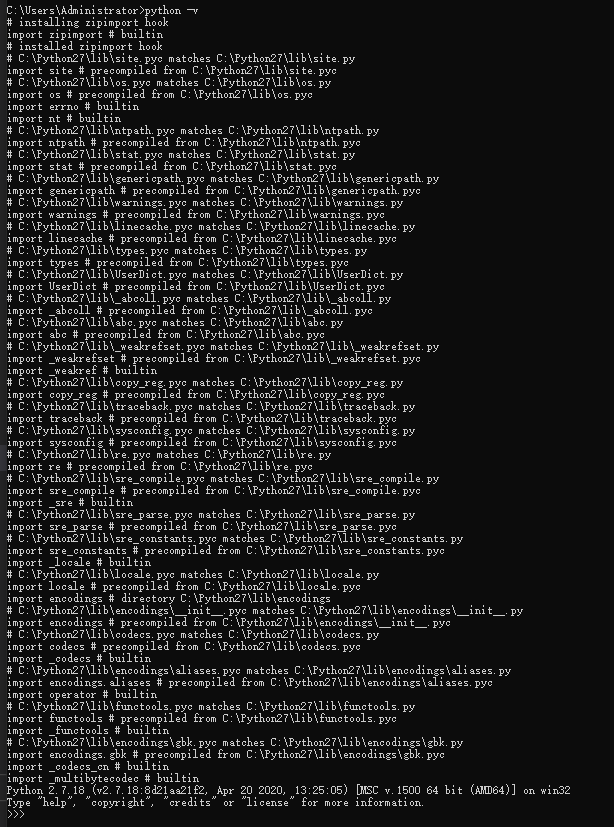 C:\Users\Administrator>python -v
# installing zipimport hook
import zipimport # builtin
# installed zipimport hook
# C:\Python27\lib\site.pyc matches C:\Python27\lib\site.py
import site # precompiled from C:\Python27\lib\site.pyc
# C:\Python27\lib\os.pyc matches C:\Python27\lib\os.py
import os # precompiled from C:\Python27\lib\os.pyc
import errno # builtin
import nt # builtin
# C:\Python27\lib\ntpath.pyc matches C:\Python27\lib\ntpath.py
import ntpath # precompiled from C:\Python27\lib\ntpath.pyc
# C:\Python27\lib\stat.pyc matches C:\Python27\lib\stat.py
import stat # precompiled from C:\Python27\lib\stat.pyc
# C:\Python27\lib\genericpath.pyc matches C:\Python27\lib\genericpath.py
import genericpath # precompiled from C:\Python27\lib\genericpath.pyc
# C:\Python27\lib\warnings.pyc matches C:\Python27\lib\warnings.py
import warnings # precompiled from C:\Python27\lib\warnings.pyc
# C:\Python27\lib\linecache.pyc matches C:\Python27\lib\linecache.py
import linecache # precompiled from C:\Python27\lib\linecache.pyc
# C:\Python27\lib\types.pyc matches C:\Python27\lib\types.py
import types # precompiled from C:\Python27\lib\types.pyc
# C:\Python27\lib\UserDict.pyc matches C:\Python27\lib\UserDict.py
import UserDict # precompiled from C:\Python27\lib\UserDict.pyc
# C:\Python27\lib\_abcoll.pyc matches C:\Python27\lib\_abcoll.py
import _abcoll # precompiled from C:\Python27\lib\_abcoll.pyc
# C:\Python27\lib\abc.pyc matches C:\Python27\lib\abc.py
import abc # precompiled from C:\Python27\lib\abc.pyc
# C:\Python27\lib\_weakrefset.pyc matches C:\Python27\lib\_weakrefset.py
import _weakrefset # precompiled from C:\Python27\lib\_weakrefset.pyc
import _weakref # builtin
# C:\Python27\lib\copy_reg.pyc matches C:\Python27\lib\copy_reg.py
import copy_reg # precompiled from C:\Python27\lib\copy_reg.pyc
# C:\Python27\lib\traceback.pyc matches C:\Python27\lib\traceback.py
import traceback # precompiled from C:\Python27\lib\traceback.pyc
# C:\Python27\lib\sysconfig.pyc matches C:\Python27\lib\sysconfig.py
import sysconfig # precompiled from C:\Python27\lib\sysconfig.pyc
# C:\Python27\lib\re.pyc matches C:\Python27\lib\re.py
import re # precompiled from C:\Python27\lib\re.pyc
# C:\Python27\lib\sre_compile.pyc matches C:\Python27\lib\sre_compile.py
import sre_compile # precompiled from C:\Python27\lib\sre_compile.pyc
import _sre # builtin
# C:\Python27\lib\sre_parse.pyc matches C:\Python27\lib\sre_parse.py
import sre_parse # precompiled from C:\Python27\lib\sre_parse.pyc
# C:\Python27\lib\sre_constants.pyc matches C:\Python27\lib\sre_constants.py
import sre_constants # precompiled from C:\Python27\lib\sre_constants.pyc
import _locale # builtin
# C:\Python27\lib\locale.pyc matches C:\Python27\lib\locale.py
import locale # precompiled from C:\Python27\lib\locale.pyc
import encodings # directory C:\Python27\lib\encodings
# C:\Python27\lib\encodings\__init__.pyc matches C:\Python27\lib\encodings\__init__.py
import encodings # precompiled from C:\Python27\lib\encodings\__init__.pyc
# C:\Python27\lib\codecs.pyc matches C:\Python27\lib\codecs.py
import codecs # precompiled from C:\Python27\lib\codecs.pyc
import _codecs # builtin
# C:\Python27\lib\encodings\aliases.pyc matches C:\Python27\lib\encodings\aliases.py
import encodings.aliases # precompiled from C:\Python27\lib\encodings\aliases.pyc
import operator # builtin
# C:\Python27\lib\functools.pyc matches C:\Python27\lib\functools.py
import functools # precompiled from C:\Python27\lib\functools.pyc
import _functools # builtin
# C:\Python27\lib\encodings\gbk.pyc matches C:\Python27\lib\encodings\gbk.py
import encodings.gbk # precompiled from C:\Python27\lib\encodings\gbk.pyc
import _codecs_cn # builtin
import _multibytecodec # builtin
Python 2.7.18 (v2.7.18:8d21aa21f2, Apr 20 2020, 13:25:05) [MSC v.1500 64 bit (AMD64)] on win32
Type "help", "copyright", "credits" or "license" for more information.
>>>